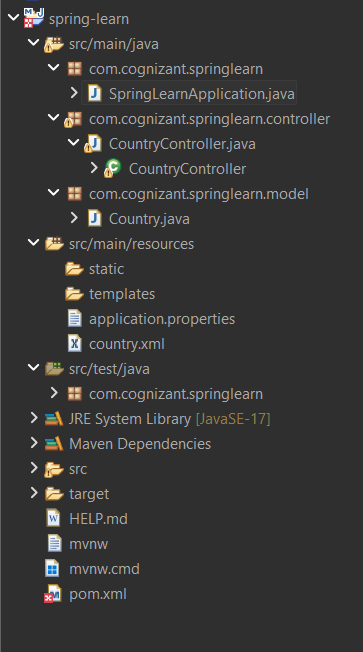 spring-learn
src/main/java
com.cognizant.springlearn
SpringLearnApplication.java
com.cognizant.springlearn.controller
CountryController.java
CountryController
com.cognizant.springlearn.model
Country.java
src/main/resources
static
templates
application.properties
country.xml
src/test/java
com.cognizant.springlearn
JRE System Library [JavaSE-17]
Maven Dependencies
src
target
HELP.md
mvnw
mvnw.cmd
pom.xml